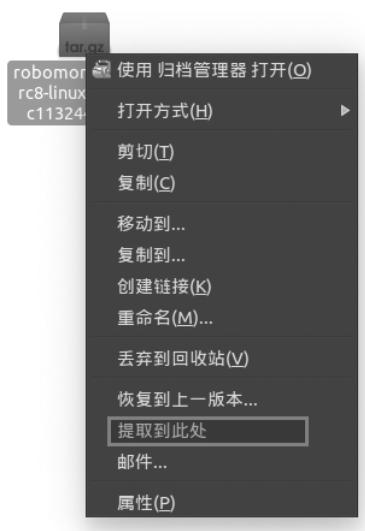 tar.gz
robomon
rc8-linux
c11324
使用 归档管理器 打开(O)
打开方式(H)
剪切(T)
复制(C)
移动到...
复制到...
创建链接(K)
重命名(M)...
丢弃到回收站(V)
恢复到上一版本...
提取到此处
邮件...
属性(P)